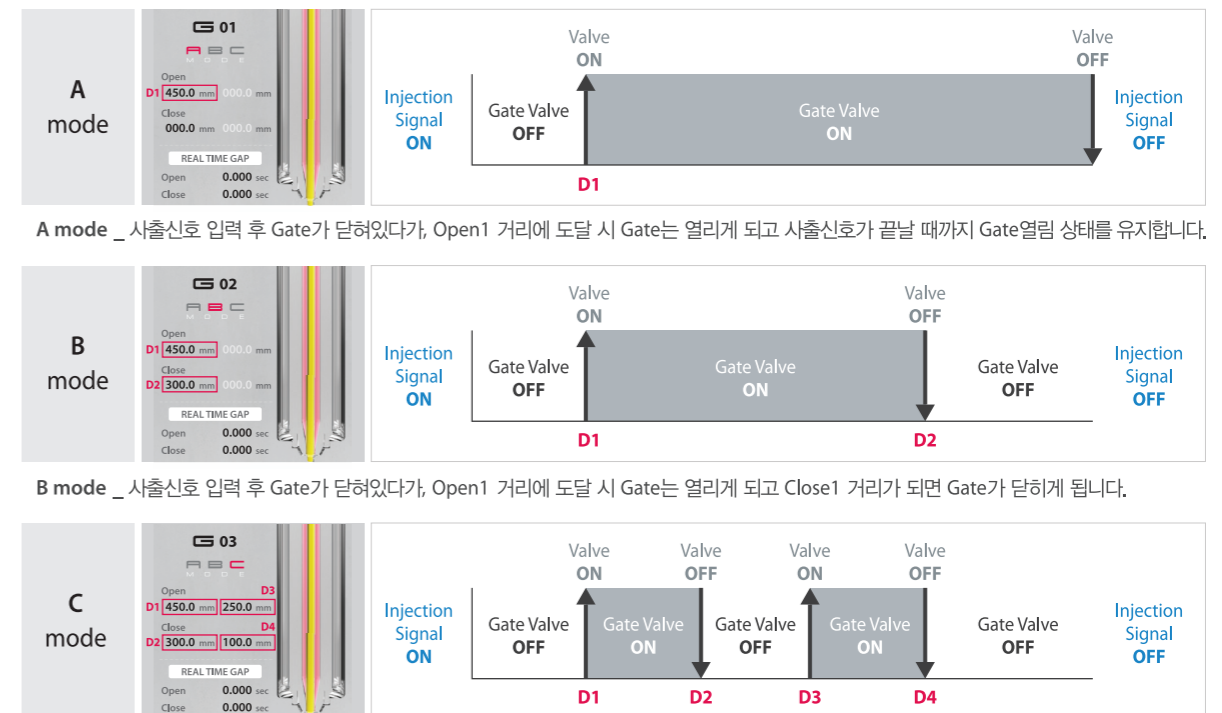 G 01
A B C
MODE
Open
D1 450.0 mm 000.0 mm
Close
000.0 mm 000.0 mm
REAL TIME GAP
Open 0.000 sec
Close 0.000 sec
A
mode
Injection
Signal
ON
Gate Valve
OFF
Valve
ON
Gate Valve
ON
Valve
OFF
Injection
Signal
OFF
D1
A mode _ 사출신호 입력 후 Gate가 닫혀있다가, Open1 거리에 도달 시 Gate는 열리게 되고 사출신호가 끝날 때까지 Gate열림 상태를 유지합니다.
B
mode
G 02
A B C
MODE
Open
D1 450.0 mm 000.0 mm
Close
D2 300.0 mm 000.0 mm
REAL TIME GAP
Open 0.000 sec
Close 0.000 sec
Injection
Signal
ON
Gate Valve
OFF
Valve
ON
Gate Valve
ON
Valve
OFF
Gate Valve
OFF
Injection
Signal
OFF
D1 D2
B mode _ 사출신호 입력 후 Gate가 닫혀있다가, Open1 거리에 도달 시 Gate는 열리게 되고 Close1 거리가 되면 Gate가 닫히게 됩니다.
C
mode
G 03
A B C
MODE
Open D3
D1 450.0 mm 250.0 mm
Close D4
D2 300.0 mm 100.0 mm
REAL TIME GAP
Open 0.000 sec
Close 0.000 sec
Injection
Signal
ON
Gate Valve
OFF
Valve
ON
Gate Valve
ON
Valve
OFF
Gate Valve
OFF
Valve
ON
Gate Valve
ON
Valve
OFF
Gate Valve
OFF
Injection
Signal
OFF
D1 D2 D3 D4